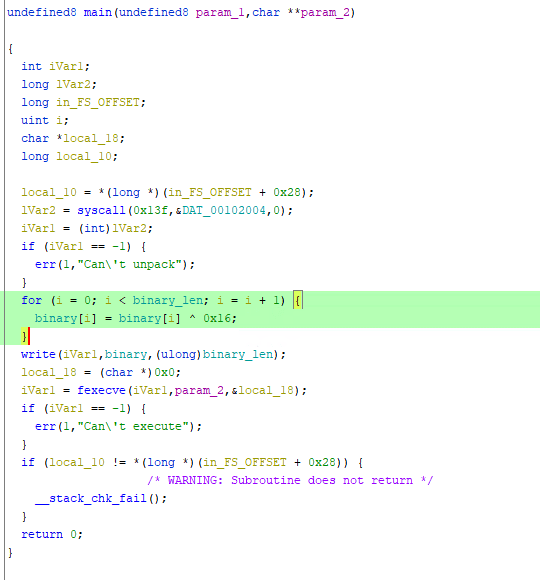 undefined8 main(undefined8 param_1,char **param_2)
{
int iVar1;
long lVar2;
long in_FS_OFFSET;
uint i;
char *local_18;
long local_10;
local_10 = *(long *)(in_FS_OFFSET + 0x28);
lVar2 = syscall(0x13f,&DAT_00102004,0);
iVar1 = (int)lVar2;
if (iVar1 == -1) {
err(1,"Can\'t unpack");
}
for (i = 0; i < binary_len; i = i + 1) {
binary[i] = binary[i] ^ 0x16;
}
write(iVar1,binary,(ulong)binary_len);
local_18 = (char *)0x0;
iVar1 = fexecve(iVar1,param_2,&local_18);
if (iVar1 == -1) {
err(1,"Can\'t execute");
}
if (local_10 != *(long *)(in_FS_OFFSET + 0x28)) {
/* WARNING: Subroutine does not return */
__stack_chk_fail();
}
return 0;
}